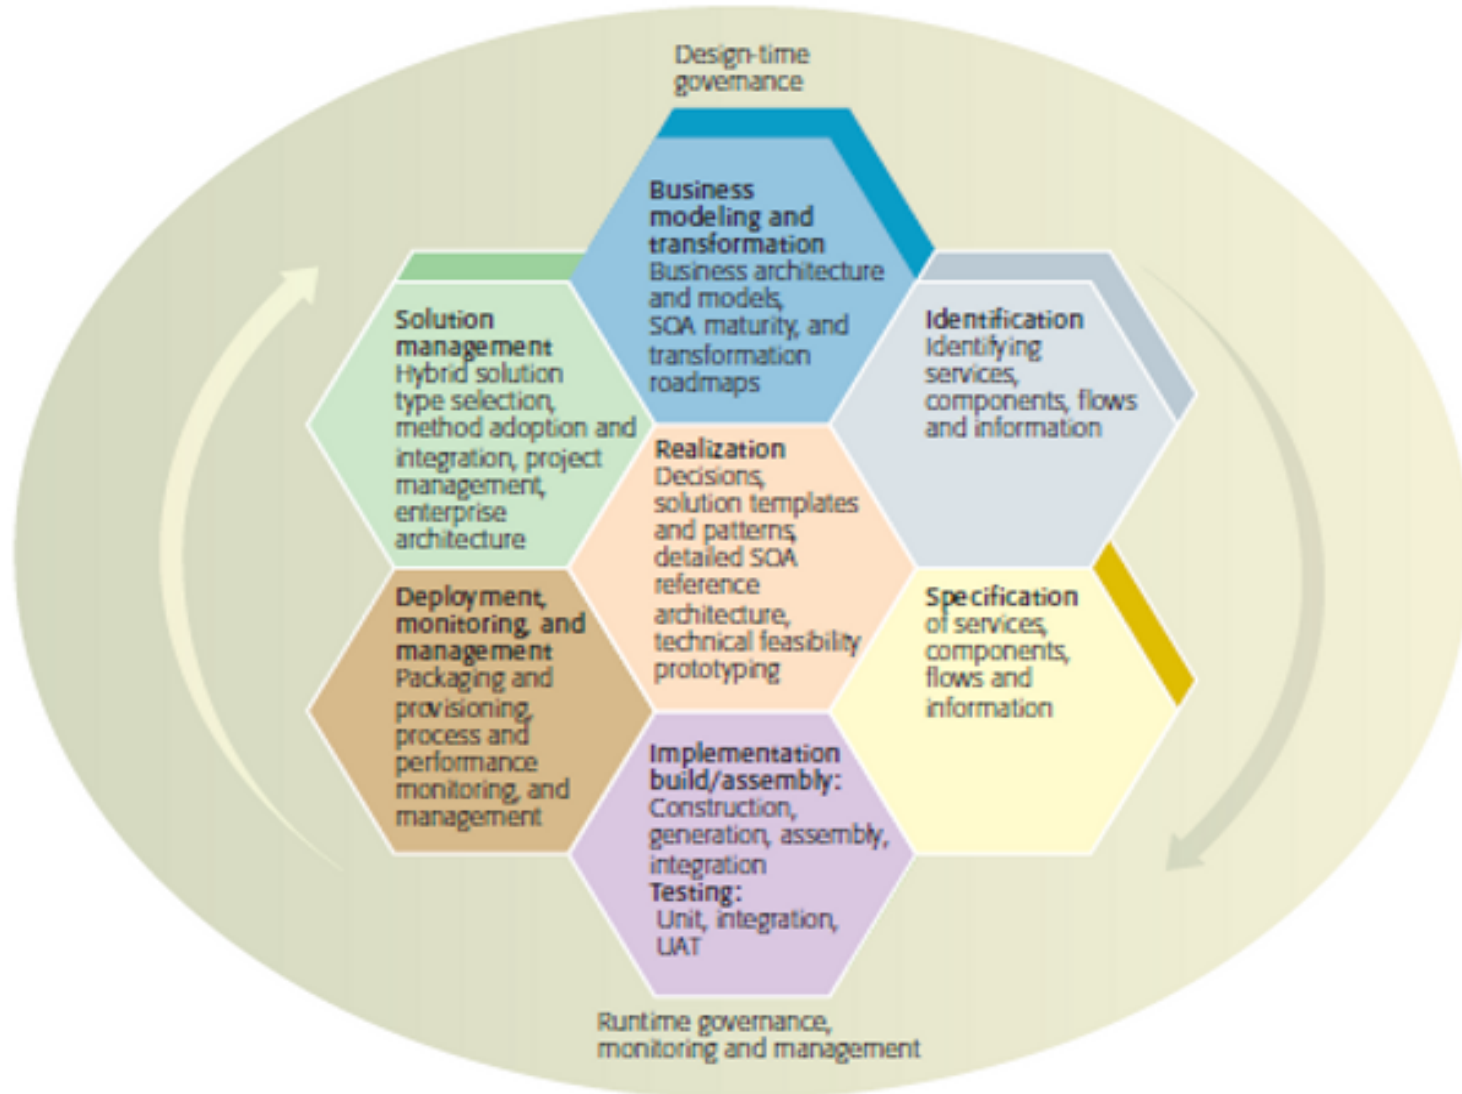 Design-time
governance
Business
modeling and
transformation
Business architecture
and models,
SOA maturity, and
transformation
roadmaps
Solution
management
Hybrid solution
type selection,
method adoption and
integration, project
management,
enterprise
architecture
Identification
Identifying
services,
components, flows
and information
Realization
Decisions,
solution templates
and patterns,
detailed SOA
reference
architecture,
technical feasibility
prototyping
Deployment,
monitoring, and
management
Packaging and
provisioning,
process and
performance
monitoring, and
management
Specification
of services,
components,
flows and
information
Implementation
build/assembly:
Construction,
generation, assembly,
integration
Testing:
Unit, integration,
UAT
Runtime governance,
monitoring and management